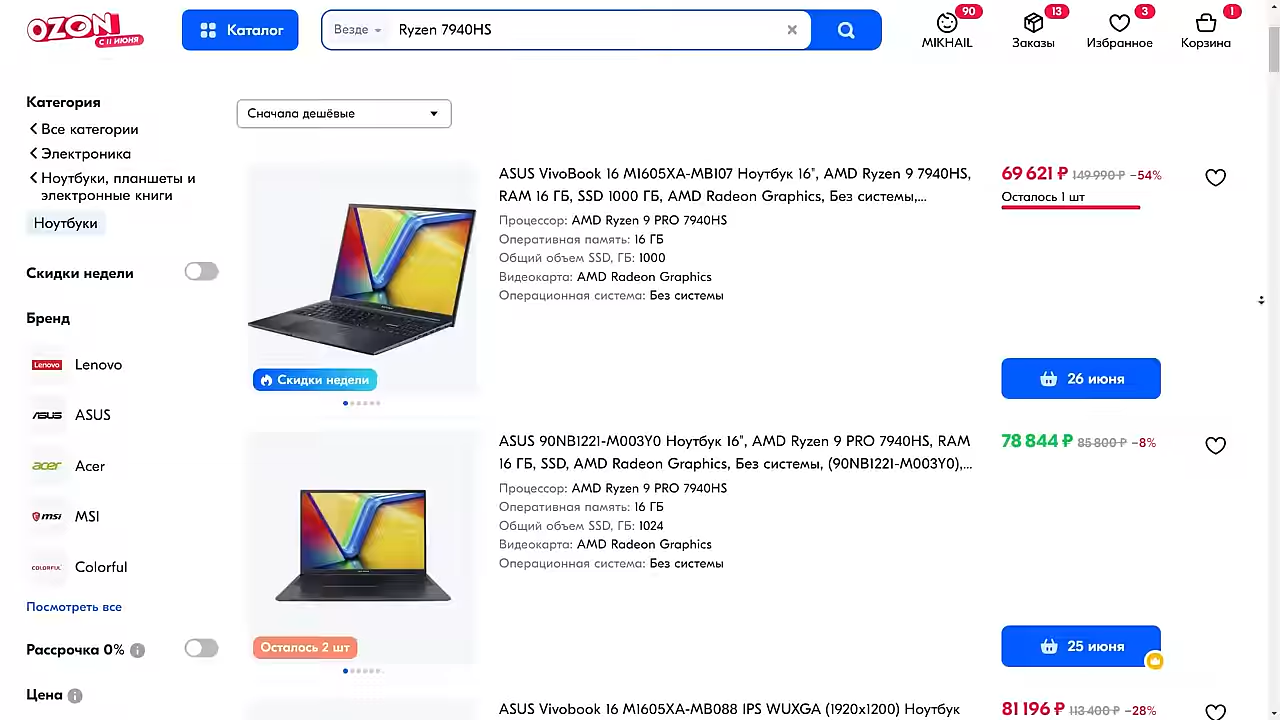 OZON
С 11 ИЮНЯ
Каталог
Везде
Ryzen 7940HS
90
MIKHAIL
13
Заказы
3
Избранное
1
Корзина
Категория
Все категории
Электроника
Ноутбуки, планшеты и
электронные книги
Ноутбуки
Скидки недели
Бренд
Lenovo
Lenovo
ASUS
ASUS
acer
Acer
msi
MSI
COLORFUL
Colorful
Посмотреть все
Рассрочка 0%
Цена
Сначала дешёвые
Скидки недели
ASUS VivoBook 16 M1605XA-MB107 Ноутбук 16", AMD Ryzen 9 7940HS,
RAM 16 ГБ, SSD 1000 ГБ, AMD Radeon Graphics, Без системы,...
Процессор: AMD Ryzen 9 PRO 7940HS
Оперативная память: 16 ГБ
Общий объем SSD, ГБ: 1000
Видеокарта: AMD Radeon Graphics
Операционная система: Без системы
69 621 ₽ 149 990 ₽ −54%
Осталось 1 шт
26 июня
Осталось 2 шт
ASUS 90NB1221-M003Y0 Ноутбук 16", AMD Ryzen 9 PRO 7940HS, RAM
16 ГБ, SSD, AMD Radeon Graphics, Без системы, (90NB1221-M003Y0),...
Процессор: AMD Ryzen 9 PRO 7940HS
Оперативная память: 16 ГБ
Общий объем SSD, ГБ: 1024
Видеокарта: AMD Radeon Graphics
Операционная система: Без системы
78 844 ₽ 85 800 ₽ −8%
25 июня
ASUS Vivobook 16 M1605XA-MB088 IPS WUXGA (1920x1200) Ноутбук
81 196 ₽ 113 400 ₽ −28%